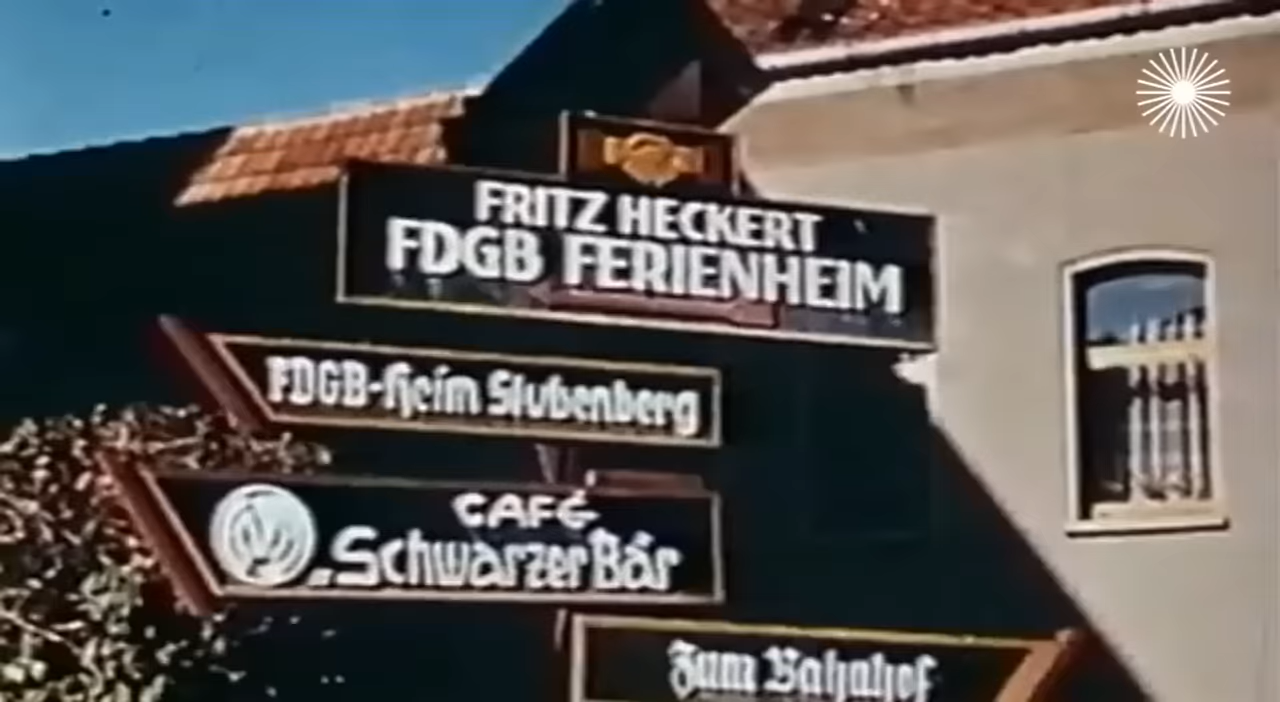 FRITZ HECKERT
FDGB FERIENHEIM
FDGB-Heim Stubenberg
CAFÉ
„Schwarzer Bär
Zum Bahnhof